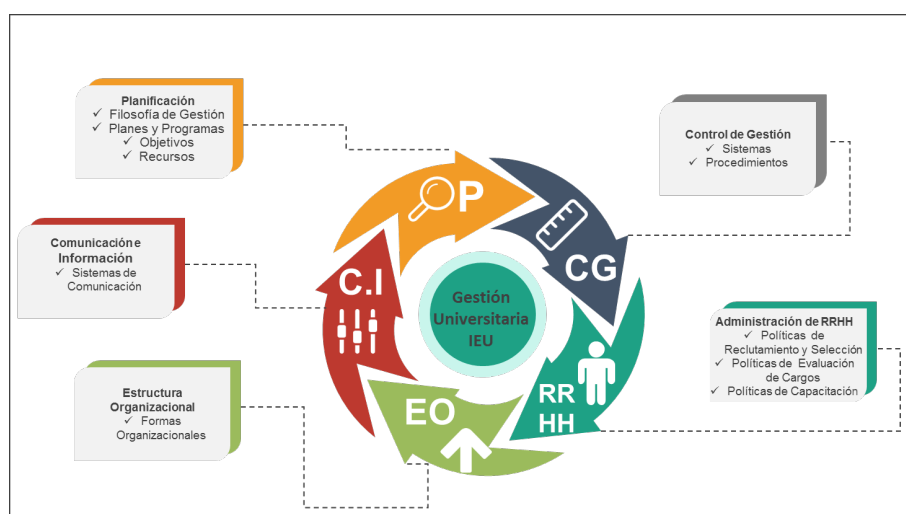 Planificación
✓ Filosofía de Gestión
✓ Planes y Programas
✓ Objetivos
✓ Recursos
Control de Gestión
✓ Sistemas
✓ Procedimientos
Comunicación e
Información
✓ Sistemas de
Comunicación
Administración de RRHH
✓ Políticas de
Reclutamiento y Selección
✓ Políticas de Evaluación
de Cargos
✓ Políticas de Capacitación
Estructura
Organizacional
✓ Formas
Organizacionales
P
CG
RR
HH
EO
C.I
Gestión
Universitaria
IEU